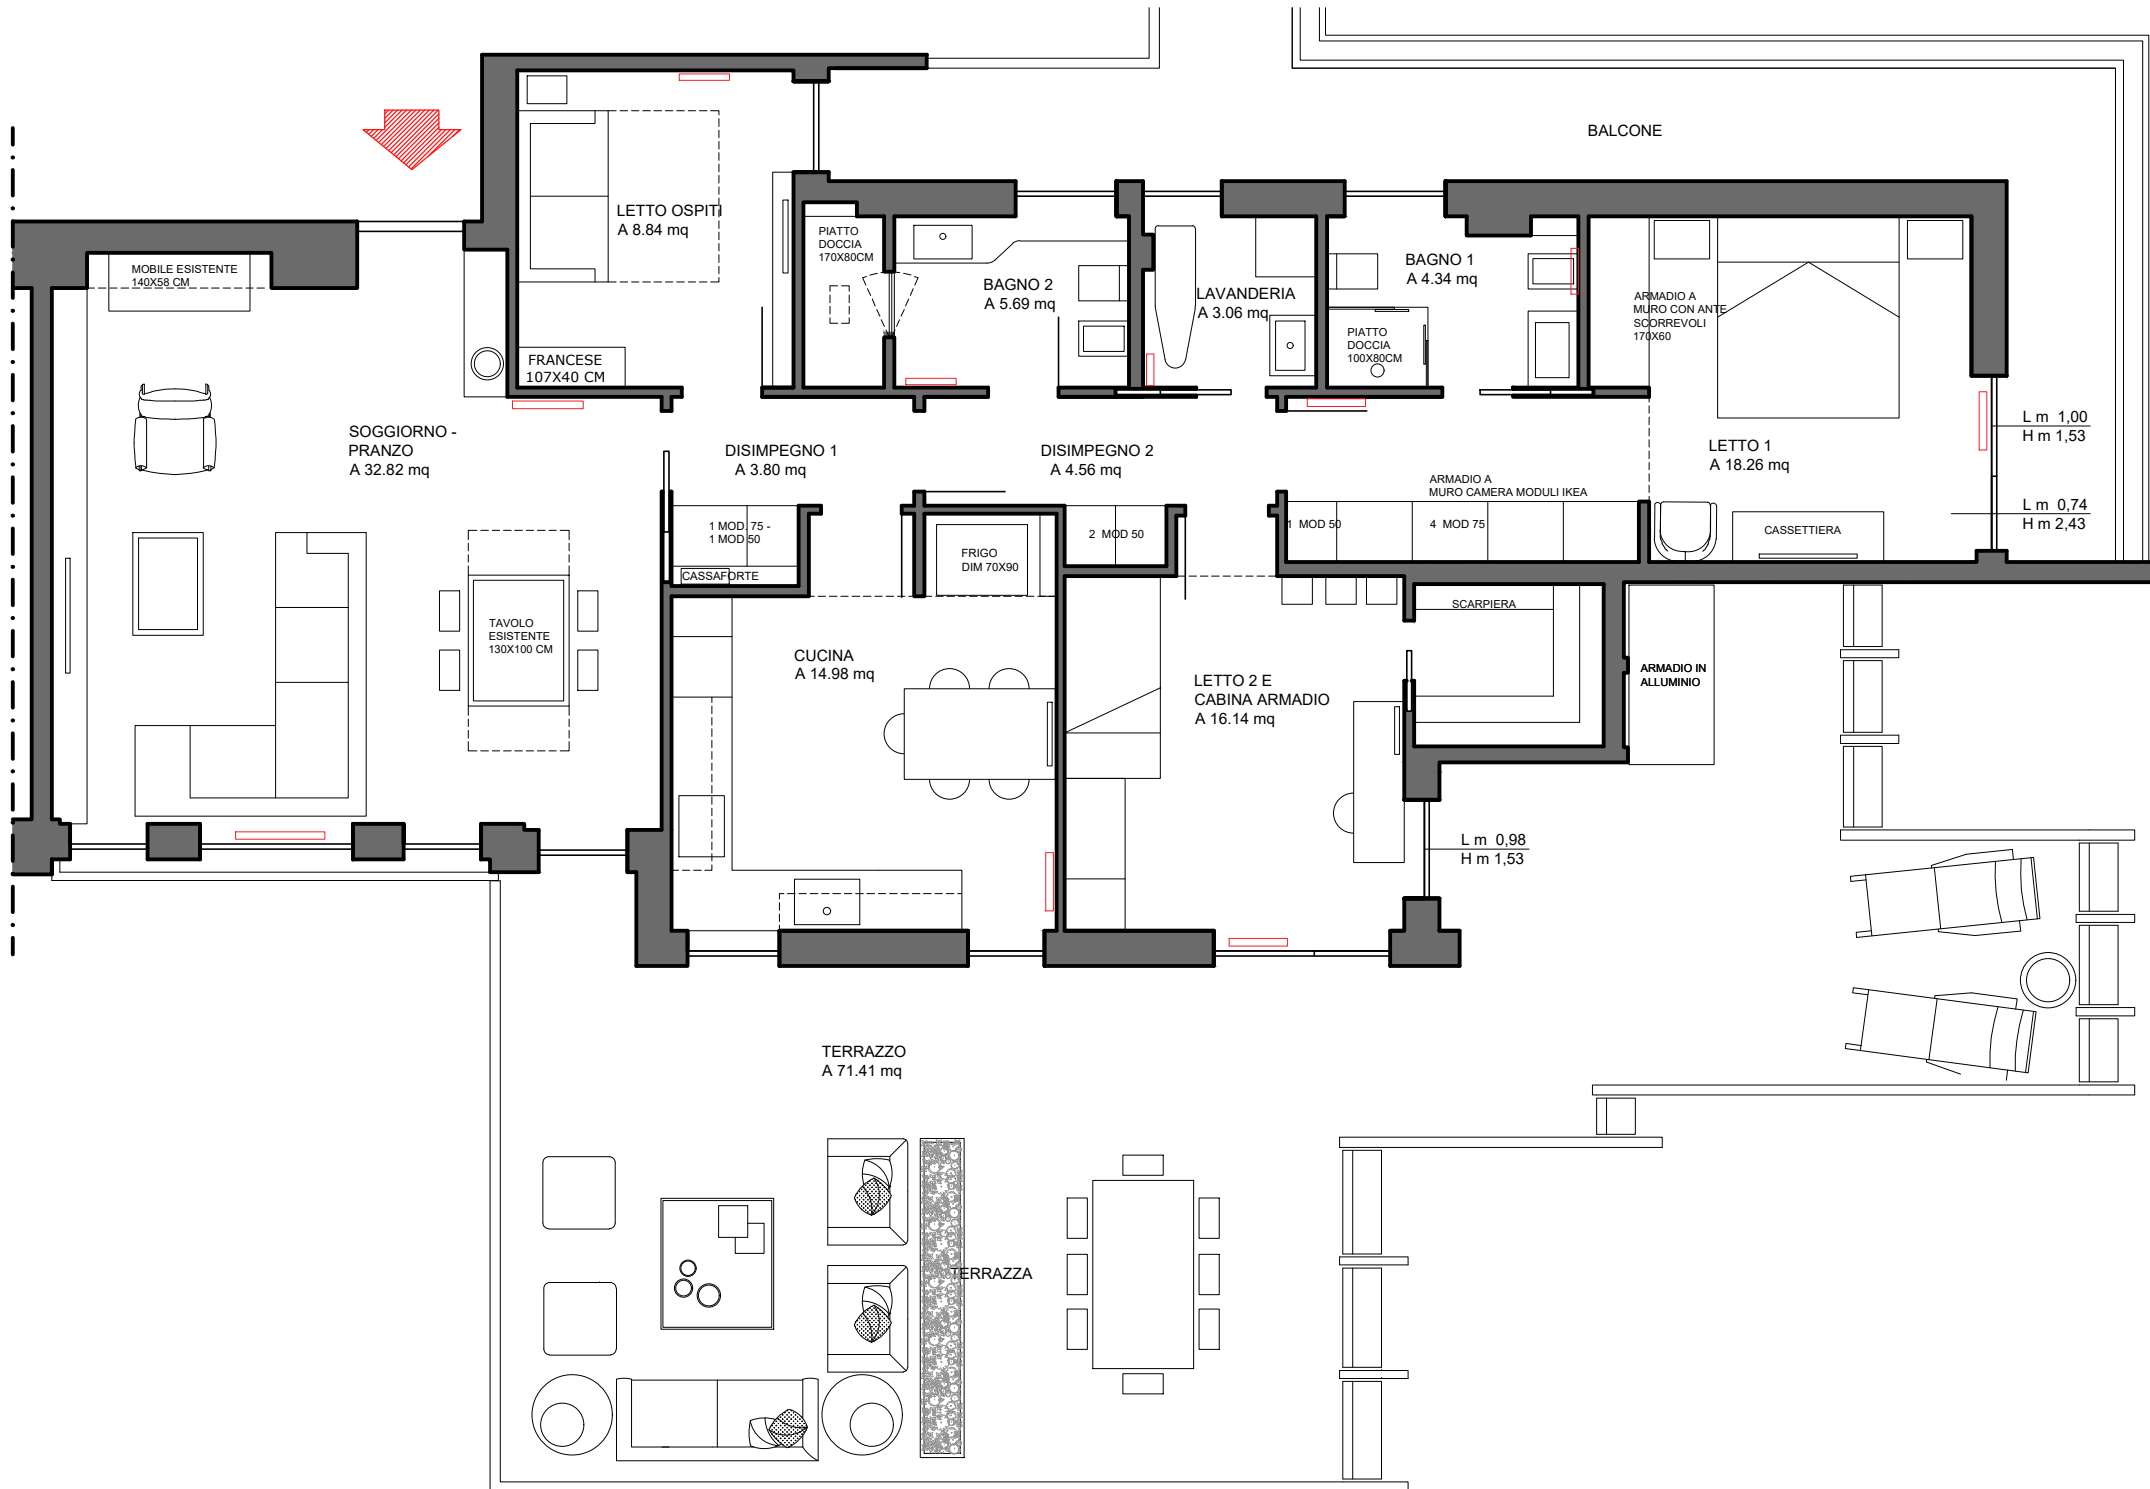 BALCONE
LETTO OSPITI
A 8.84 mq
PIATTO
DOCCIA
170X80CM
MOBILE ESISTENTE
140X58 CM
BAGNO 2
A 5.69 mq
LAVANDERIA
A 3.06 mq
BAGNO 1
A 4.34 mq
ARMADIO A
MURO CON ANTE
SCORREVOLI
170X60
PIATTO
DOCCIA
100X80CM
FRANCESE
107X40 CM
SOGGIORNO -
PRANZO
A 32.82 mq
DISIMPEGNO 1
A 3.80 mq
DISIMPEGNO 2
A 4.56 mq
LETTO 1
A 18.26 mq
L m 1,00
H m 1,53
ARMADIO A
MURO CAMERA MODULI IKEA
L m 0,74
H m 2,43
1 MOD. 75 -
1 MOD 50
CASSAFORTE
FRIGO
DIM 70X90
2 MOD 50
1 MOD 50
4 MOD 75
CASSETTIERA
TAVOLO
ESISTENTE
130X100 CM
CUCINA
A 14.98 mq
SCARPIERA
LETTO 2 E
CABINA ARMADIO
A 16.14 mq
ARMADIO IN
ALLUMINIO
L m 0,98
H m 1,53
TERRAZZO
A 71.41 mq
TERRAZZA